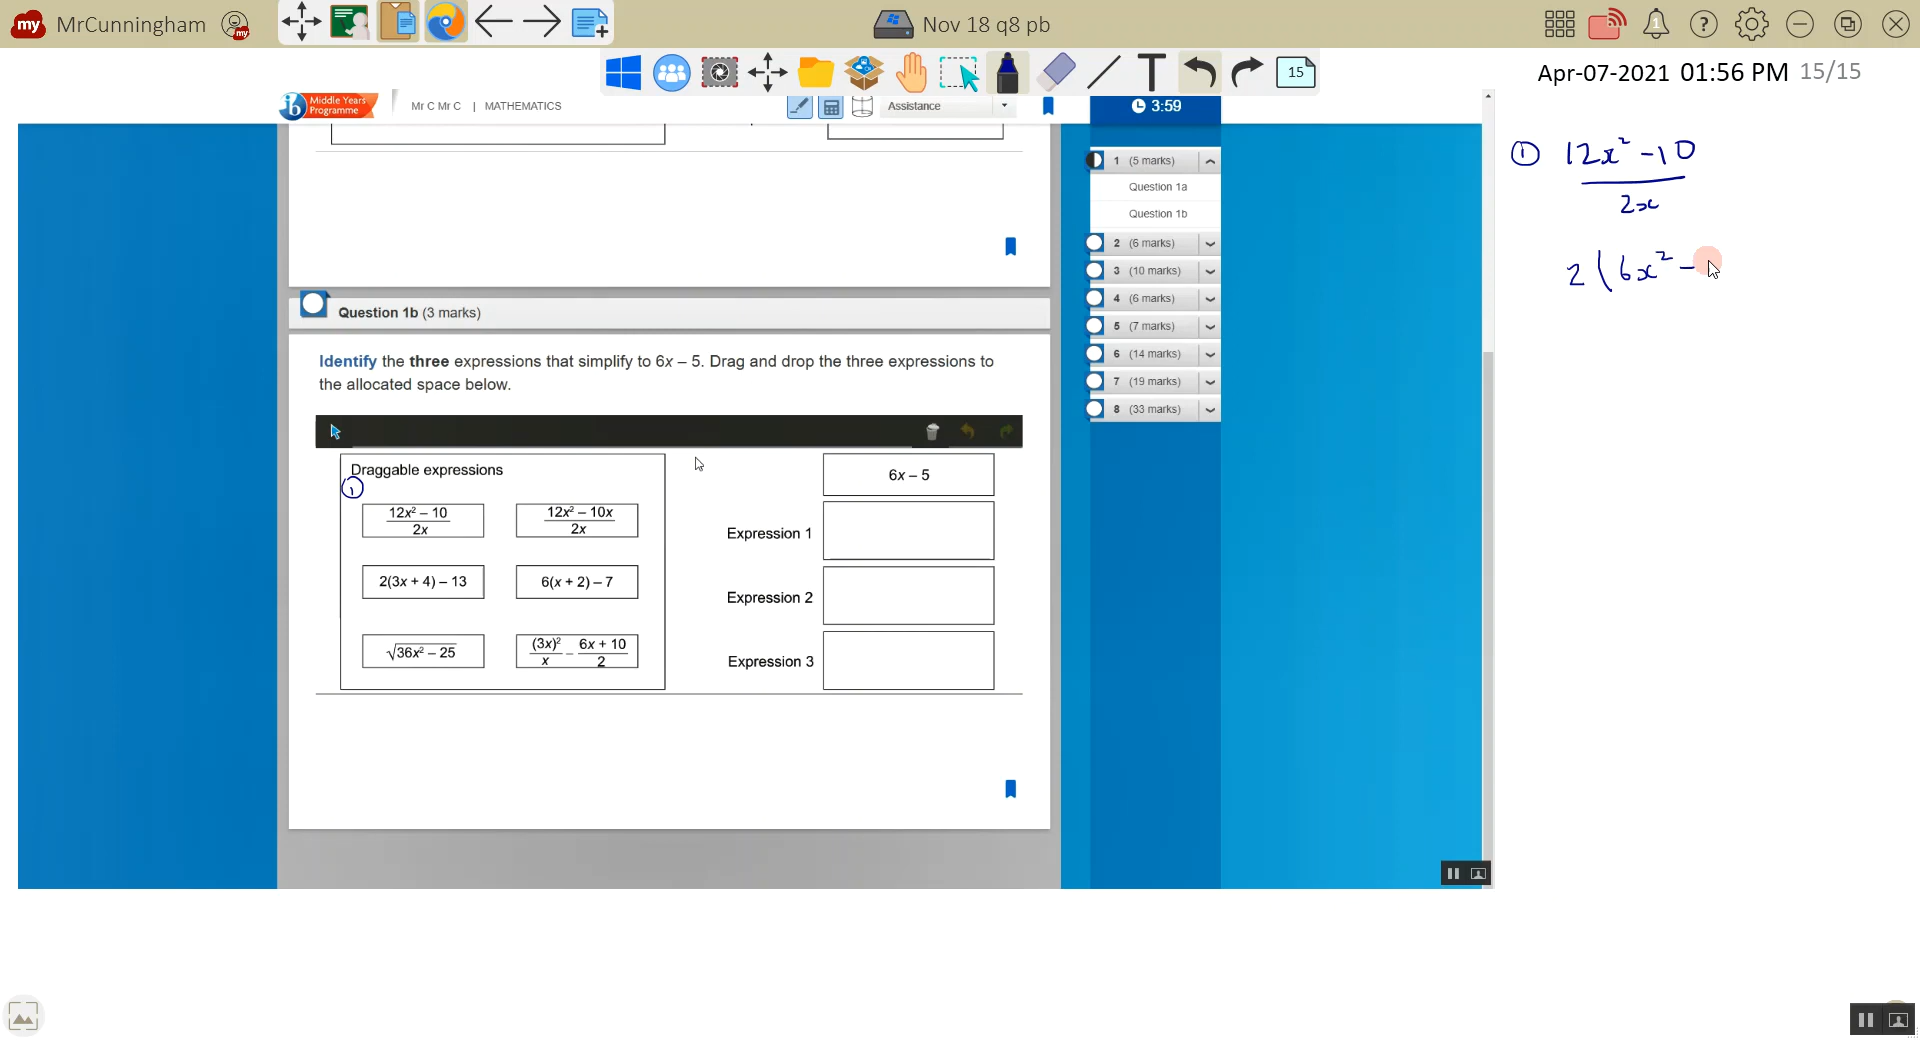 my MrCunningham my
Nov 18 q8 pb
1
?
15
Apr-07-2021 01:56 PM 15/15
ib Middle Years Programme
Mr C Mr C | MATHEMATICS
Assistance
3:59
1 (5 marks)
Question 1a
Question 1b
2 (6 marks)
3 (10 marks)
4 (6 marks)
5 (7 marks)
6 (14 marks)
7 (19 marks)
8 (33 marks)
Question 1b (3 marks)
Identify the three expressions that simplify to 6x – 5. Drag and drop the three expressions to
the allocated space below.
Draggable expressions
①
12x² – 10
2x
12x² – 10x
2x
2(3x + 4) – 13
6(x + 2) – 7
√36x² – 25
(3x)²
x
–
6x + 10
2
6x – 5
Expression 1
Expression 2
Expression 3
① 12x² – 10
2x
2 ( 6x² –